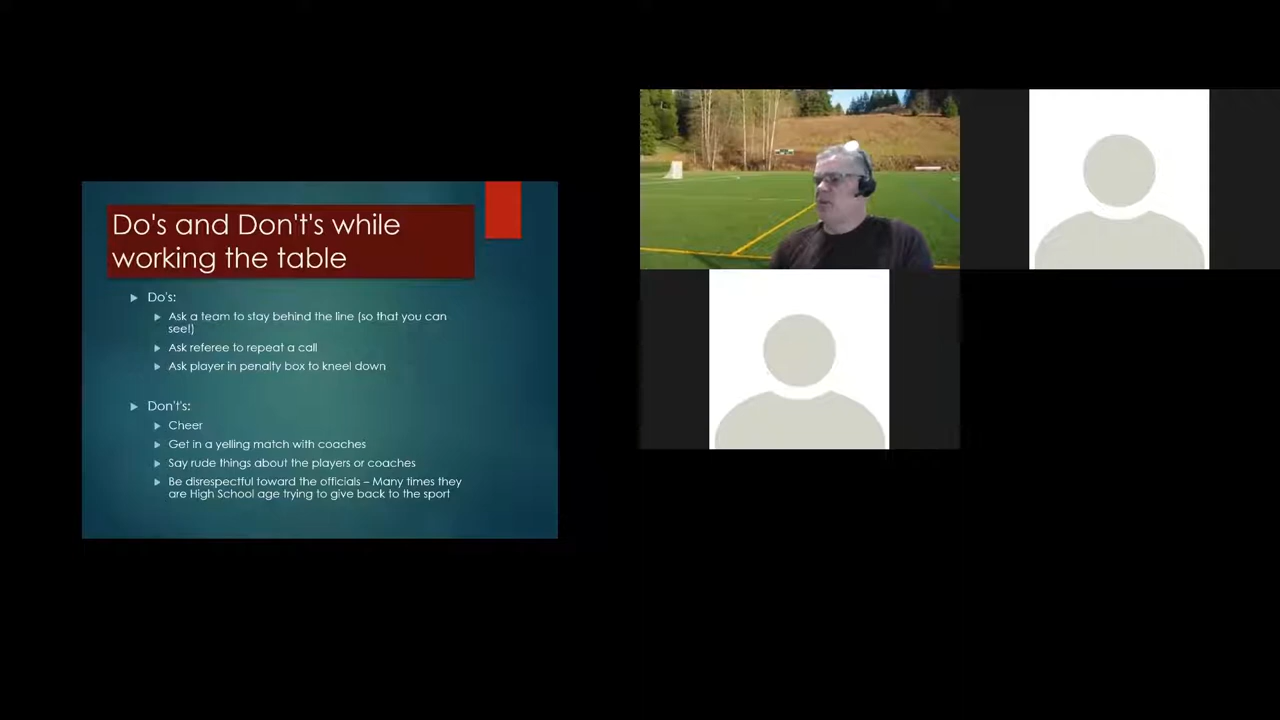 Do's and Don't's while
working the table
Do's:
Ask a team to stay behind the line (so that you can
see!)
Ask referee to repeat a call
Ask player in penalty box to kneel down
Don't's:
Cheer
Get in a yelling match with coaches
Say rude things about the players or coaches
Be disrespectful toward the officials – Many times they
are High School age trying to give back to the sport